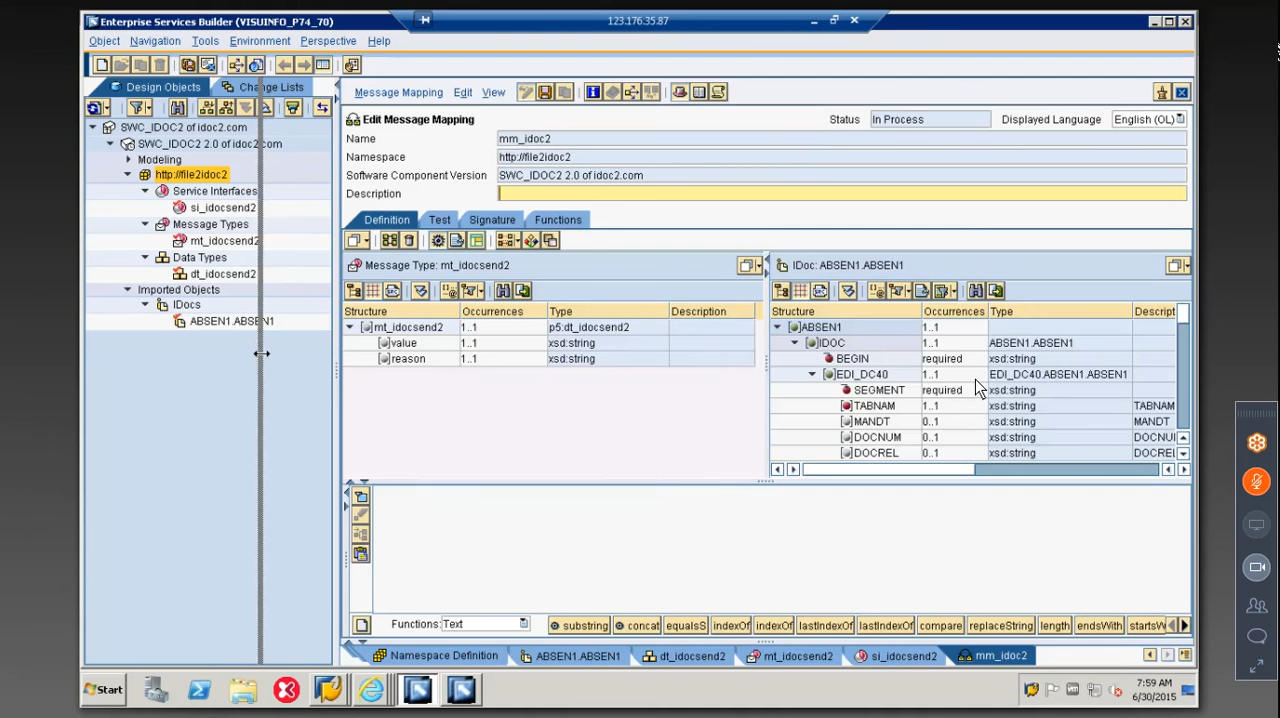 Enterprise Services Builder (VISUINFO_P74_70)
123.176.35.87
Object Navigation Tools Environment Perspective Help
Design Objects Change Lists
SWC_IDOC2 of idoc2.com
SWC_IDOC2 2.0 of idoc2.com
Modeling
http://file2idoc2
Service Interfaces
si_idocsend2
Message Types
mt_idocsend2
Data Types
dt_idocsend2
Imported Objects
IDocs
ABSEN1.ABSEN1
Message Mapping Edit View
Edit Message Mapping Status In Process Displayed Language English (OL)
Name mm_idoc2
Namespace http://file2idoc2
Software Component Version SWC_IDOC2 2.0 of idoc2.com
Description
Definition Test Signature Functions
Message Type: mt_idocsend2
Structure Occurrences Type Description
mt_idocsend2 1..1 p5:dt_idocsend2
value 1..1 xsd:string
reason 1..1 xsd:string
IDoc: ABSEN1.ABSEN1
Structure Occurrences Type Descript
ABSEN1 1..1
IDOC 1..1 ABSEN1.ABSEN1
BEGIN required xsd:string
EDI_DC40 1..1 EDI_DC40.ABSEN1.ABSEN1
SEGMENT required xsd:string
TABNAM 1..1 xsd:string TABNAM
MANDT 0..1 xsd:string MANDT
DOCNUM 0..1 xsd:string DOCNU
DOCREL 0..1 xsd:string DOCREL
Functions: Text substring concat equalsS indexOf indexOf lastIndexOf lastIndexOf compare replaceString length endsWith startsW
Namespace Definition ABSEN1.ABSEN1 dt_idocsend2 mt_idocsend2 si_idocsend2 mm_idoc2
Start
7:59 AM
6/30/2015